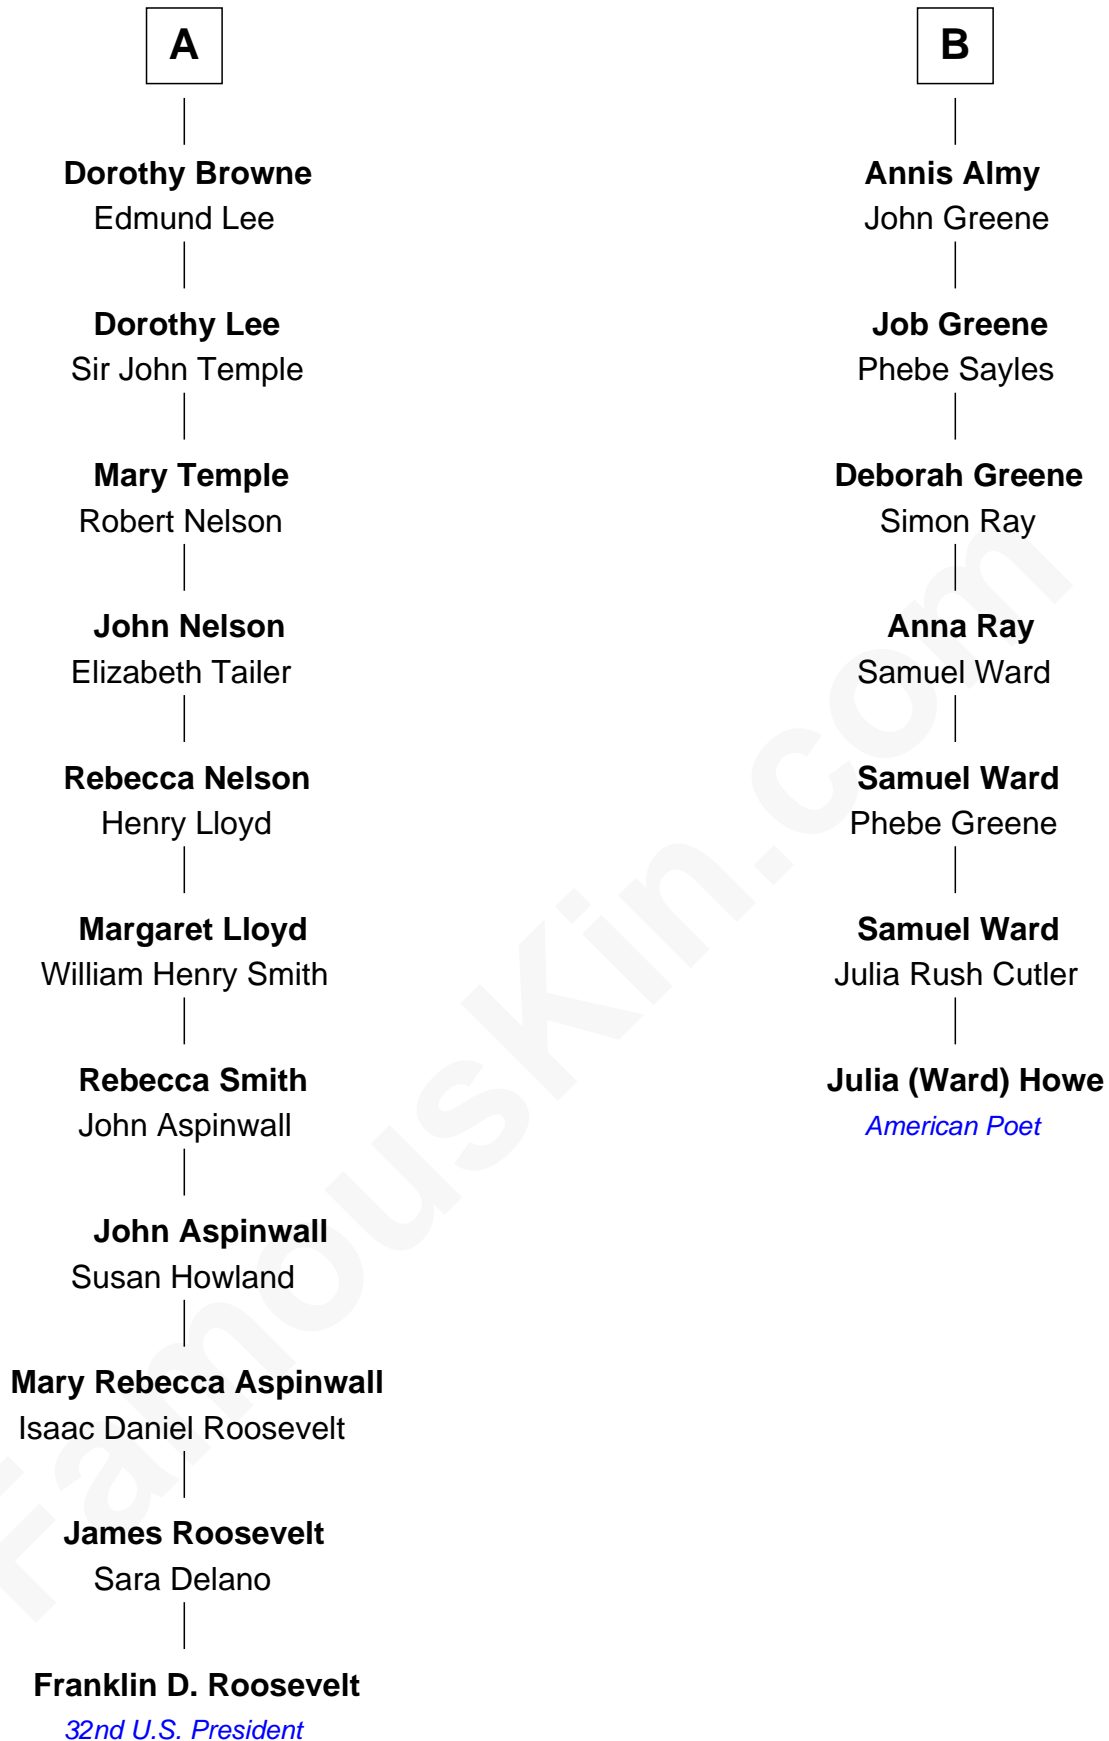 A
Dorothy Browne
Edmund Lee
Dorothy Lee
Sir John Temple
Mary Temple
Robert Nelson
John Nelson
Elizabeth Tailer
Rebecca Nelson
Henry Lloyd
Margaret Lloyd
William Henry Smith
Rebecca Smith
John Aspinwall
John Aspinwall
Susan Howland
Mary Rebecca Aspinwall
Isaac Daniel Roosevelt
James Roosevelt
Sara Delano
Franklin D. Roosevelt
32nd U.S. President
B
Annis Almy
John Greene
Job Greene
Phebe Sayles
Deborah Greene
Simon Ray
Anna Ray
Samuel Ward
Samuel Ward
Phebe Greene
Samuel Ward
Julia Rush Cutler
Julia (Ward) Howe
American Poet
FamousKin.com